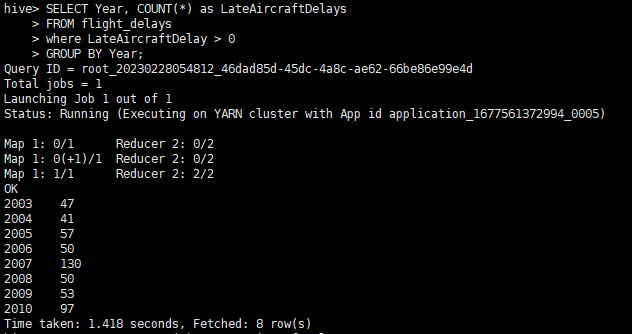 hive> SELECT Year, COUNT(*) as LateAircraftDelays
    > FROM flight_delays
    > where LateAircraftDelay > 0
    > GROUP BY Year;
Query ID = root_20230228054812_46dad85d-45dc-4a8c-ae62-66be86e99e4d
Total jobs = 1
Launching Job 1 out of 1
Status: Running (Executing on YARN cluster with App id application_1677561372994_0005)

Map 1: 0/1      Reducer 2: 0/2
Map 1: 0(+1)/1  Reducer 2: 0/2
Map 1: 1/1      Reducer 2: 2/2
OK
2003    47
2004    41
2005    57
2006    50
2007    130
2008    50
2009    53
2010    97
Time taken: 1.418 seconds, Fetched: 8 row(s)